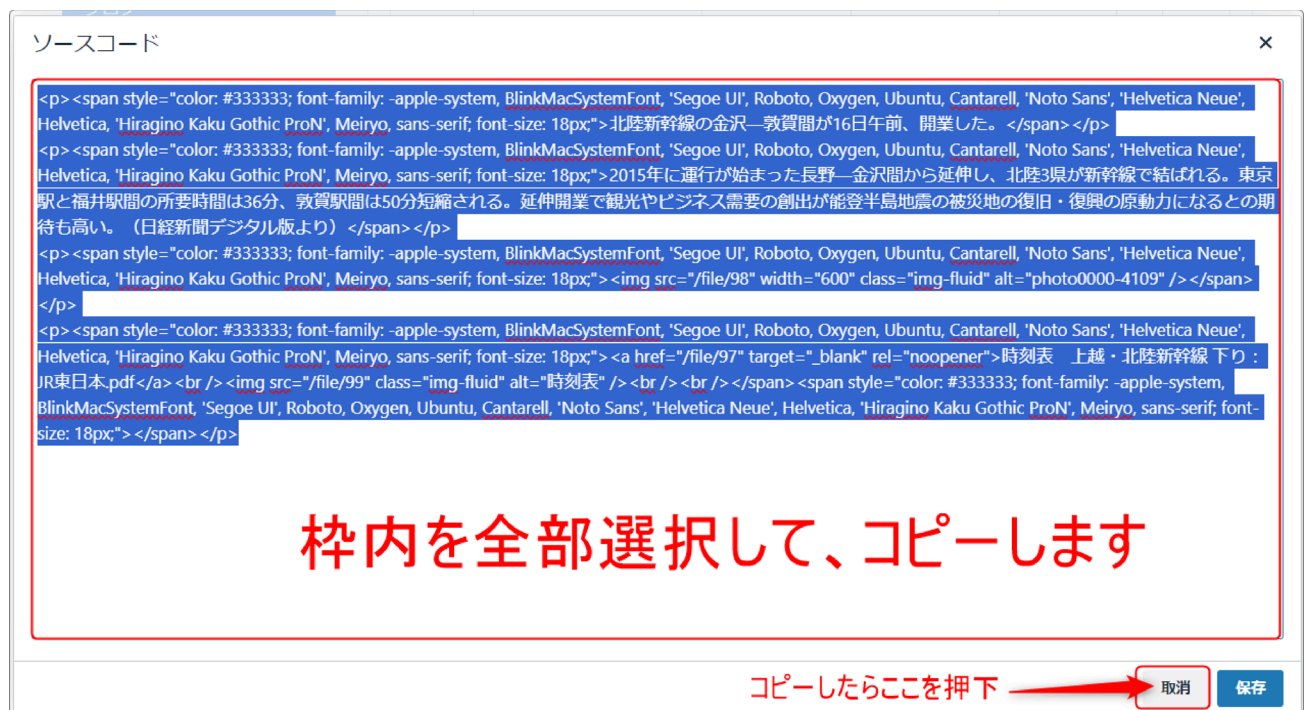 ソースコード
×
<p><span style="color: #333333; font-family: -apple-system, BlinkMacSystemFont, 'Segoe UI', Roboto, Oxygen, Ubuntu, Cantarell, 'Noto Sans', 'Helvetica Neue',
Helvetica, 'Hiragino Kaku Gothic ProN', Meiryo, sans-serif; font-size: 18px;">北陸新幹線の金沢―敦賀間が16日午前、開業した。</span></p>
<p><span style="color: #333333; font-family: -apple-system, BlinkMacSystemFont, 'Segoe UI', Roboto, Oxygen, Ubuntu, Cantarell, 'Noto Sans', 'Helvetica Neue',
Helvetica, 'Hiragino Kaku Gothic ProN', Meiryo, sans-serif; font-size: 18px;">2015年に運行が始まった長野―金沢間から延伸し、北陸3県が新幹線で結ばれる。東京
駅と福井駅間の所要時間は36分、敦賀駅間は50分短縮される。延伸開業で観光やビジネス需要の創出が能登半島地震の被災地の復旧・復興の原動力になるとの期
待も高い。（日経新聞デジタル版より）</span></p>
<p><span style="color: #333333; font-family: -apple-system, BlinkMacSystemFont, 'Segoe UI', Roboto, Oxygen, Ubuntu, Cantarell, 'Noto Sans', 'Helvetica Neue',
Helvetica, 'Hiragino Kaku Gothic ProN', Meiryo, sans-serif; font-size: 18px;"><img src="/file/98" width="600" class="img-fluid" alt="photo0000-4109" /></span>
</p>
<p><span style="color: #333333; font-family: -apple-system, BlinkMacSystemFont, 'Segoe UI', Roboto, Oxygen, Ubuntu, Cantarell, 'Noto Sans', 'Helvetica Neue',
Helvetica, 'Hiragino Kaku Gothic ProN', Meiryo, sans-serif; font-size: 18px;"><a href="/file/97" target="_blank" rel="noopener">時刻表　上越・北陸新幹線 下り：
JR東日本.pdf</a><br /><img src="/file/99" class="img-fluid" alt="時刻表" /><br /><br /></span><span style="color: #333333; font-family: -apple-system,
BlinkMacSystemFont, 'Segoe UI', Roboto, Oxygen, Ubuntu, Cantarell, 'Noto Sans', 'Helvetica Neue', Helvetica, 'Hiragino Kaku Gothic ProN', Meiryo, sans-serif; font-
size: 18px;"></span></p>
枠内を全部選択して、コピーします
コピーしたらここを押下
取消
保存